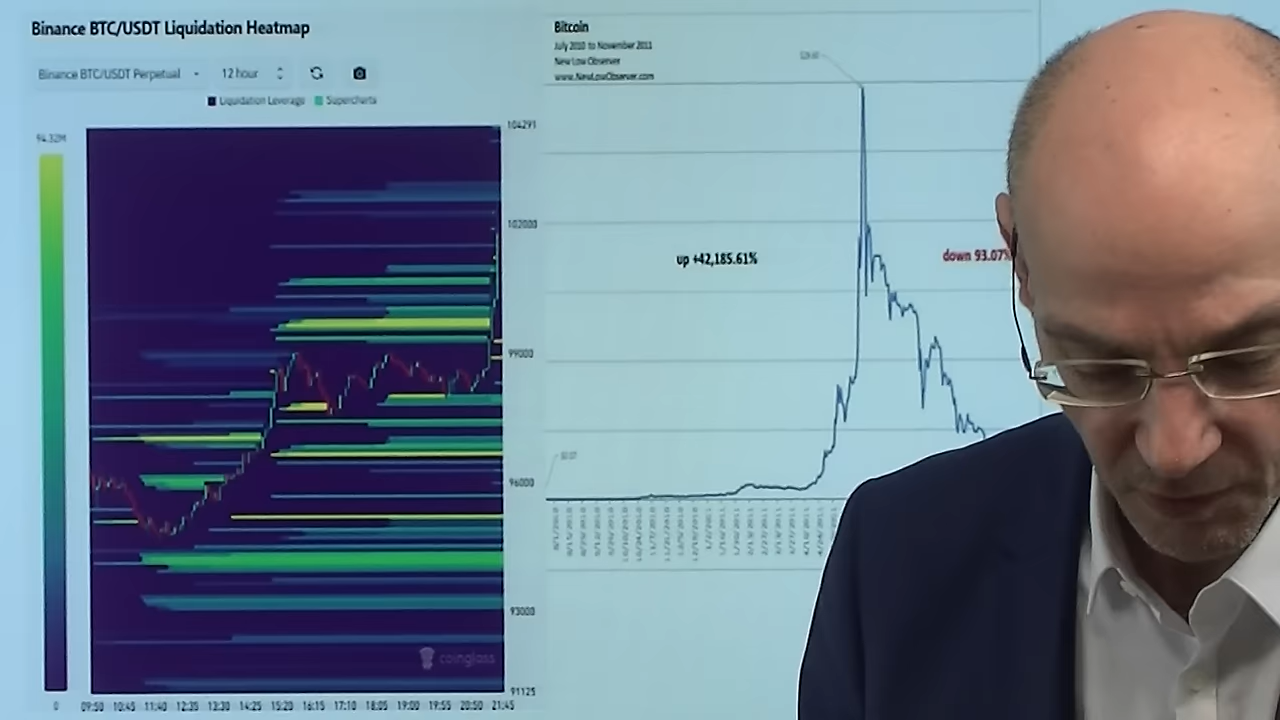 Binance BTC/USDT Liquidation Heatmap
Binance BTC/USDT Perpetual
12 hour
Liquidation Leverage
Supercharts
94.32M
0
104291
102000
99000
96000
93000
91125
coinglass
09:50 10:45 11:40 12:35 13:30 14:25 15:20 16:15 17:10 18:05 19:00 19:55 20:50 21:45
Bitcoin
July 2010 to November 2011
New Low Observer
www.NewLowObserver.com
up +42,185.61%
down 93.07%